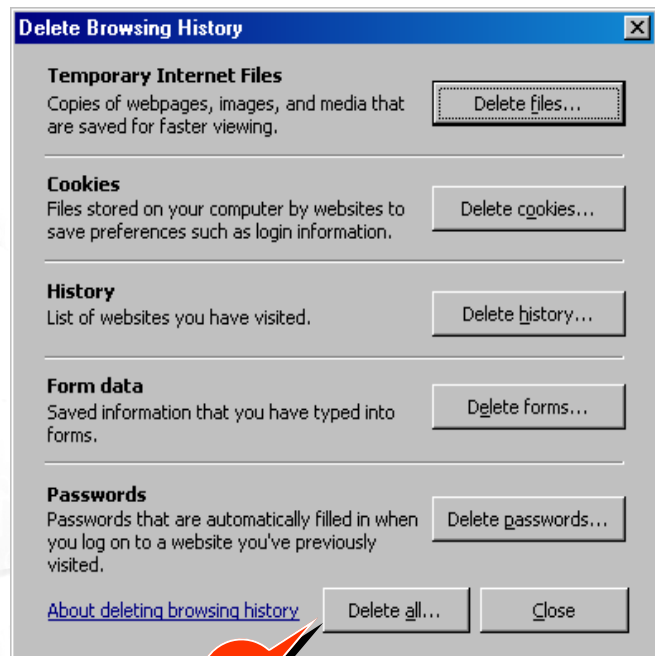 Delete Browsing History
Temporary Internet Files
Copies of webpages, images, and media that
are saved for faster viewing.
Delete files...
Cookies
Files stored on your computer by websites to
save preferences such as login information.
Delete cookies...
History
List of websites you have visited.
Delete history...
Form data
Saved information that you have typed into
forms.
Delete forms...
Passwords
Passwords that are automatically filled in when
you log on to a website you've previously
visited.
Delete passwords...
About deleting browsing history
Delete all...
Close